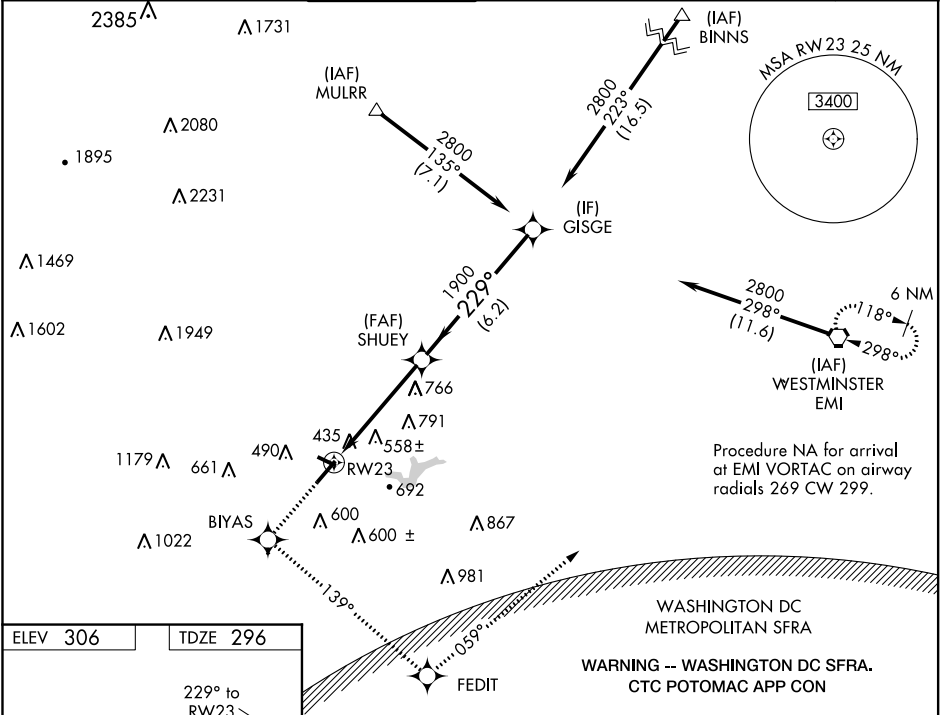 2385
1731
(IAF)
BINNS
(IAF)
MULRR
MSA RW23 25 NM
3400
2800
223°
(16.5)
2080
1895
2800
135°
(7.1)
2231
(IF)
GISGE
1469
1900
229°
(6.2)
2800
298°
(11.6)
6 NM
118°
298°
1602
1949
(FAF)
SHUEY
(IAF)
WESTMINSTER
EMI
766
791
435
558±
490
1179
661
RW23
692
Procedure NA for arrival
at EMI VORTAC on airway
radials 269 CW 299.
BIYAS
600
600 ±
867
1022
981
139°
059°
FEDIT
WASHINGTON DC
METROPOLITAN SFRA
WARNING -- WASHINGTON DC SFRA.
CTC POTOMAC APP CON
ELEV 306
TDZE 296
229° to
RW23